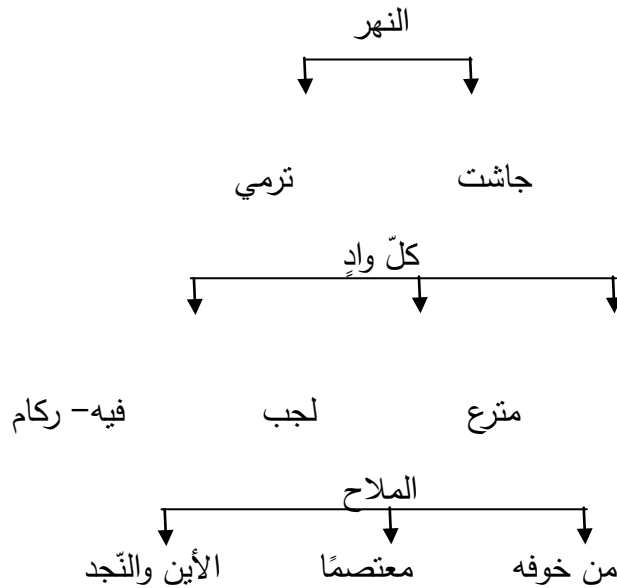 النهر
جاشت ترمي
كلّ وادٍ
مترع لجب فيه– ركام
الملاح
من خوفه معتصمًا الأين والنّجد